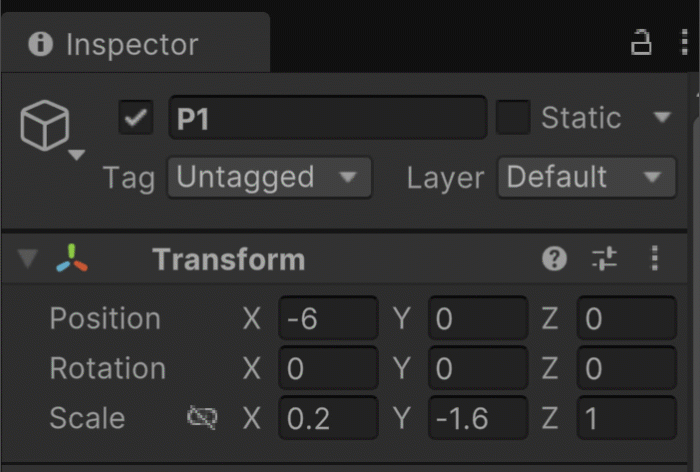 Inspector
P1 Static
Tag Untagged Layer Default
Transform
Position X -6 Y 0 Z 0
Rotation X 0 Y 0 Z 0
Scale X 0.2 Y -1.6 Z 1